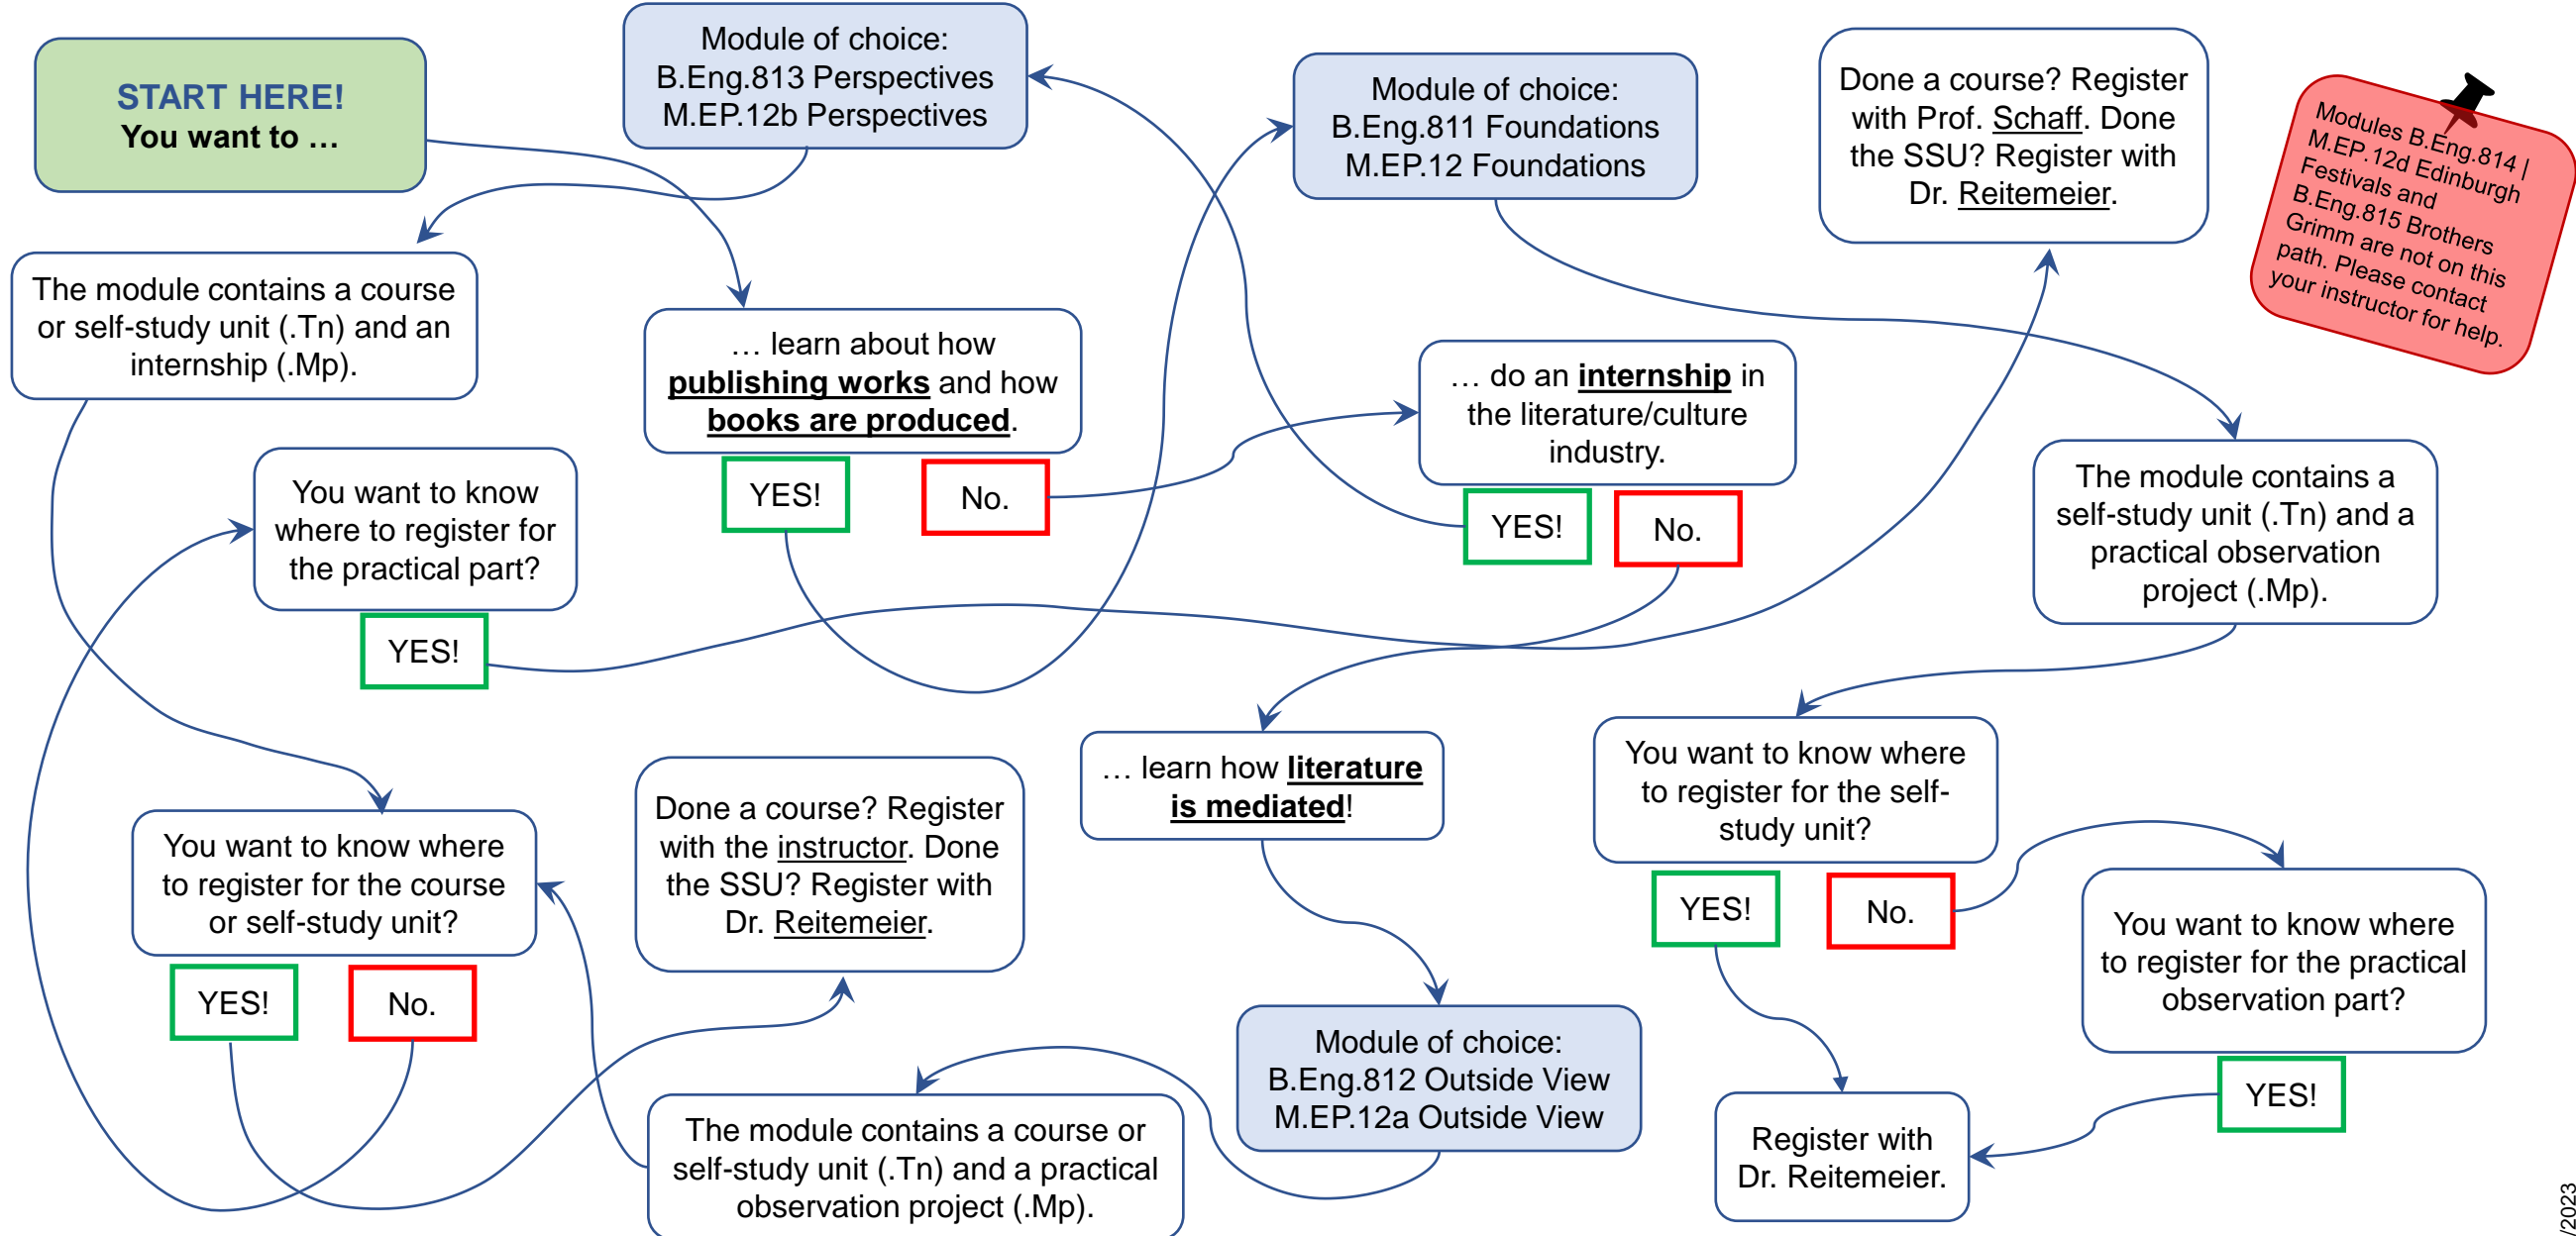 START HERE!
You want to …
Module of choice:
B.Eng.813 Perspectives
M.EP.12b Perspectives
Module of choice:
B.Eng.811 Foundations
M.EP.12 Foundations
Done a course? Register
with Prof. Schaff. Done
the SSU? Register with
Dr. Reitemeier.
Modules B.Eng.814 |
M.EP.12d Edinburgh
Festivals and
B.Eng.815 Brothers
Grimm are not on this
path. Please contact
your instructor for help.
The module contains a course
or self-study unit (.Tn) and an
internship (.Mp).
… learn about how
publishing works and how
books are produced.
YES!
No.
… do an internship in
the literature/culture
industry.
YES!
No.
The module contains a
self-study unit (.Tn) and a
practical observation
project (.Mp).
You want to know
where to register for
the practical part?
YES!
… learn how literature
is mediated!
You want to know where
to register for the self-
study unit?
YES!
No.
You want to know where
to register for the course
or self-study unit?
YES!
No.
Done a course? Register
with the instructor. Done
the SSU? Register with
Dr. Reitemeier.
You want to know where
to register for the practical
observation part?
YES!
Module of choice:
B.Eng.812 Outside View
M.EP.12a Outside View
The module contains a course or
self-study unit (.Tn) and a practical
observation project (.Mp).
Register with
Dr. Reitemeier.
/2023